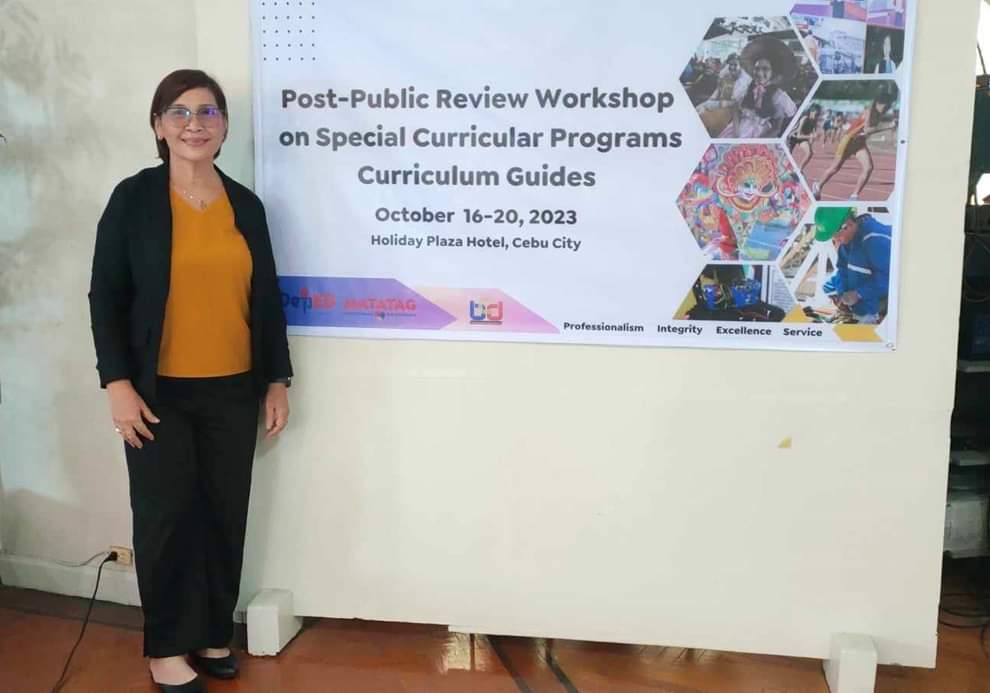 Post-Public Review Workshop
on Special Curricular Programs
Curriculum Guides
October 16-20, 2023
Holiday Plaza Hotel, Cebu City
DepED MATATAG bd
Professionalism Integrity Excellence Service